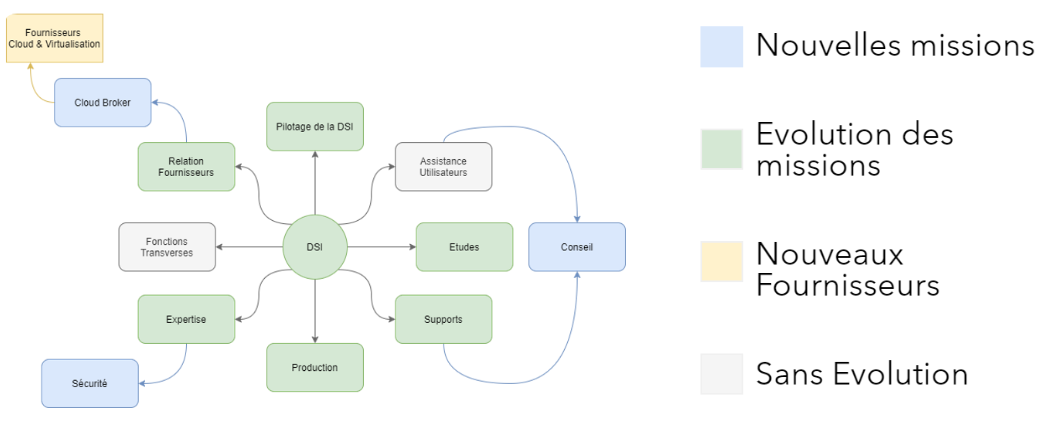 Fournisseurs
Cloud & Virtualisation
Cloud Broker
Pilotage de la DSI
Relation
Fournisseurs
Assistance
Utilisateurs
Fonctions
Transverses
DSI
Etudes
Conseil
Expertise
Supports
Production
Sécurité
Nouvelles missions
Evolution des
missions
Nouveaux
Fournisseurs
Sans Evolution